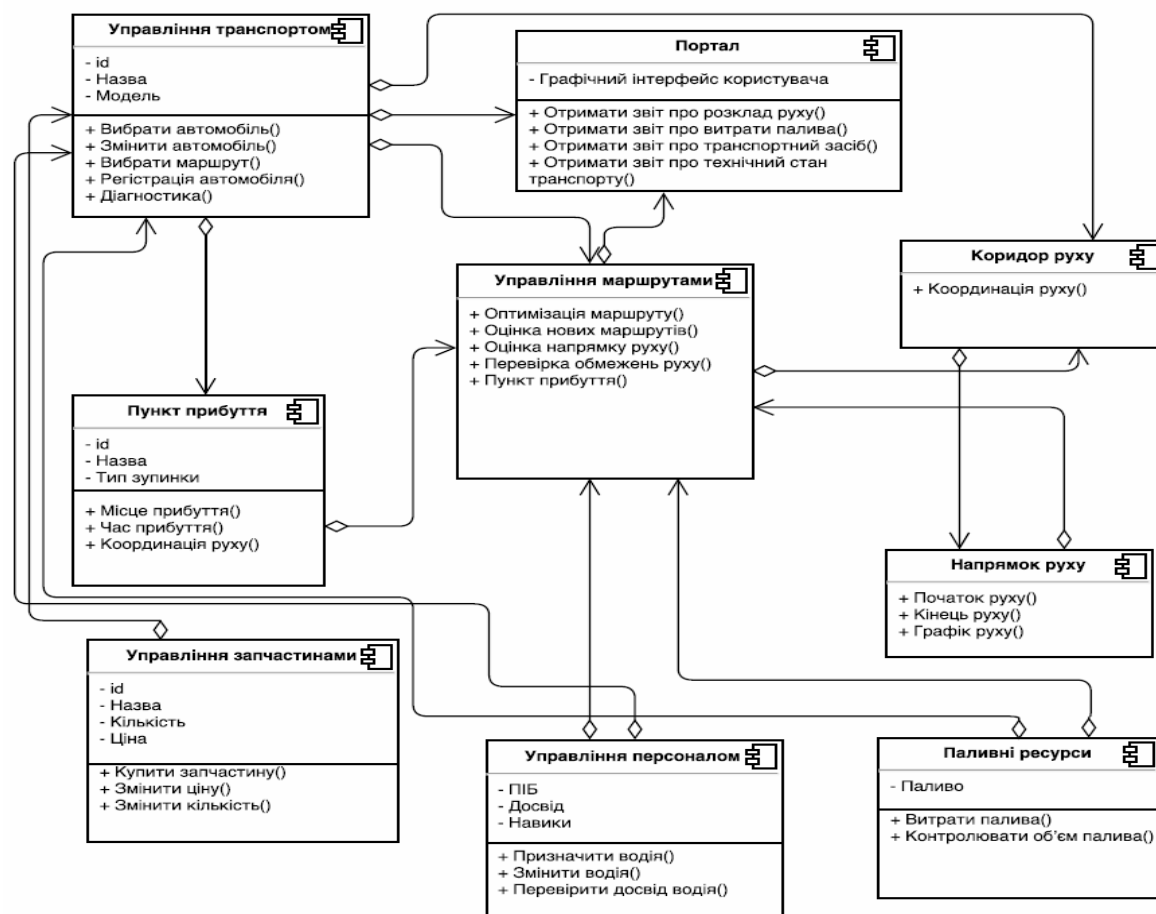 Управління транспортом
- id
- Назва
- Модель
+ Вибрати автомобіль()
+ Змінити автомобіль()
+ Вибрати маршрут()
+ Регістрація автомобіля()
+ Діагностика()
Портал
- Графічний інтерфейс користувача
+ Отримати звіт про розклад руху()
+ Отримати звіт про витрати палива()
+ Отримати звіт про транспортний засіб()
+ Отримати звіт про технічний стан
транспорту()
Управління маршрутами
+ Оптимізація маршруту()
+ Оцінка нових маршрутів()
+ Оцінка напрямку руху()
+ Перевірка обмежень руху()
+ Пункт прибуття()
Коридор руху
+ Координація руху()
Пункт прибуття
- id
- Назва
- Тип зупинки
+ Місце прибуття()
+ Час прибуття()
+ Координація руху()
Напрямок руху
+ Початок руху()
+ Кінець руху()
+ Графік руху()
Управління запчастинами
- id
- Назва
- Кількість
- Ціна
+ Купити запчастину()
+ Змінити ціну()
+ Змінити кількість()
Управління персоналом
- ПІБ
- Досвід
- Навики
+ Призначити водія()
+ Змінити водія()
+ Перевірити досвід водія()
Паливні ресурси
- Паливо
+ Витрати палива()
+ Контролювати об’єм палива()